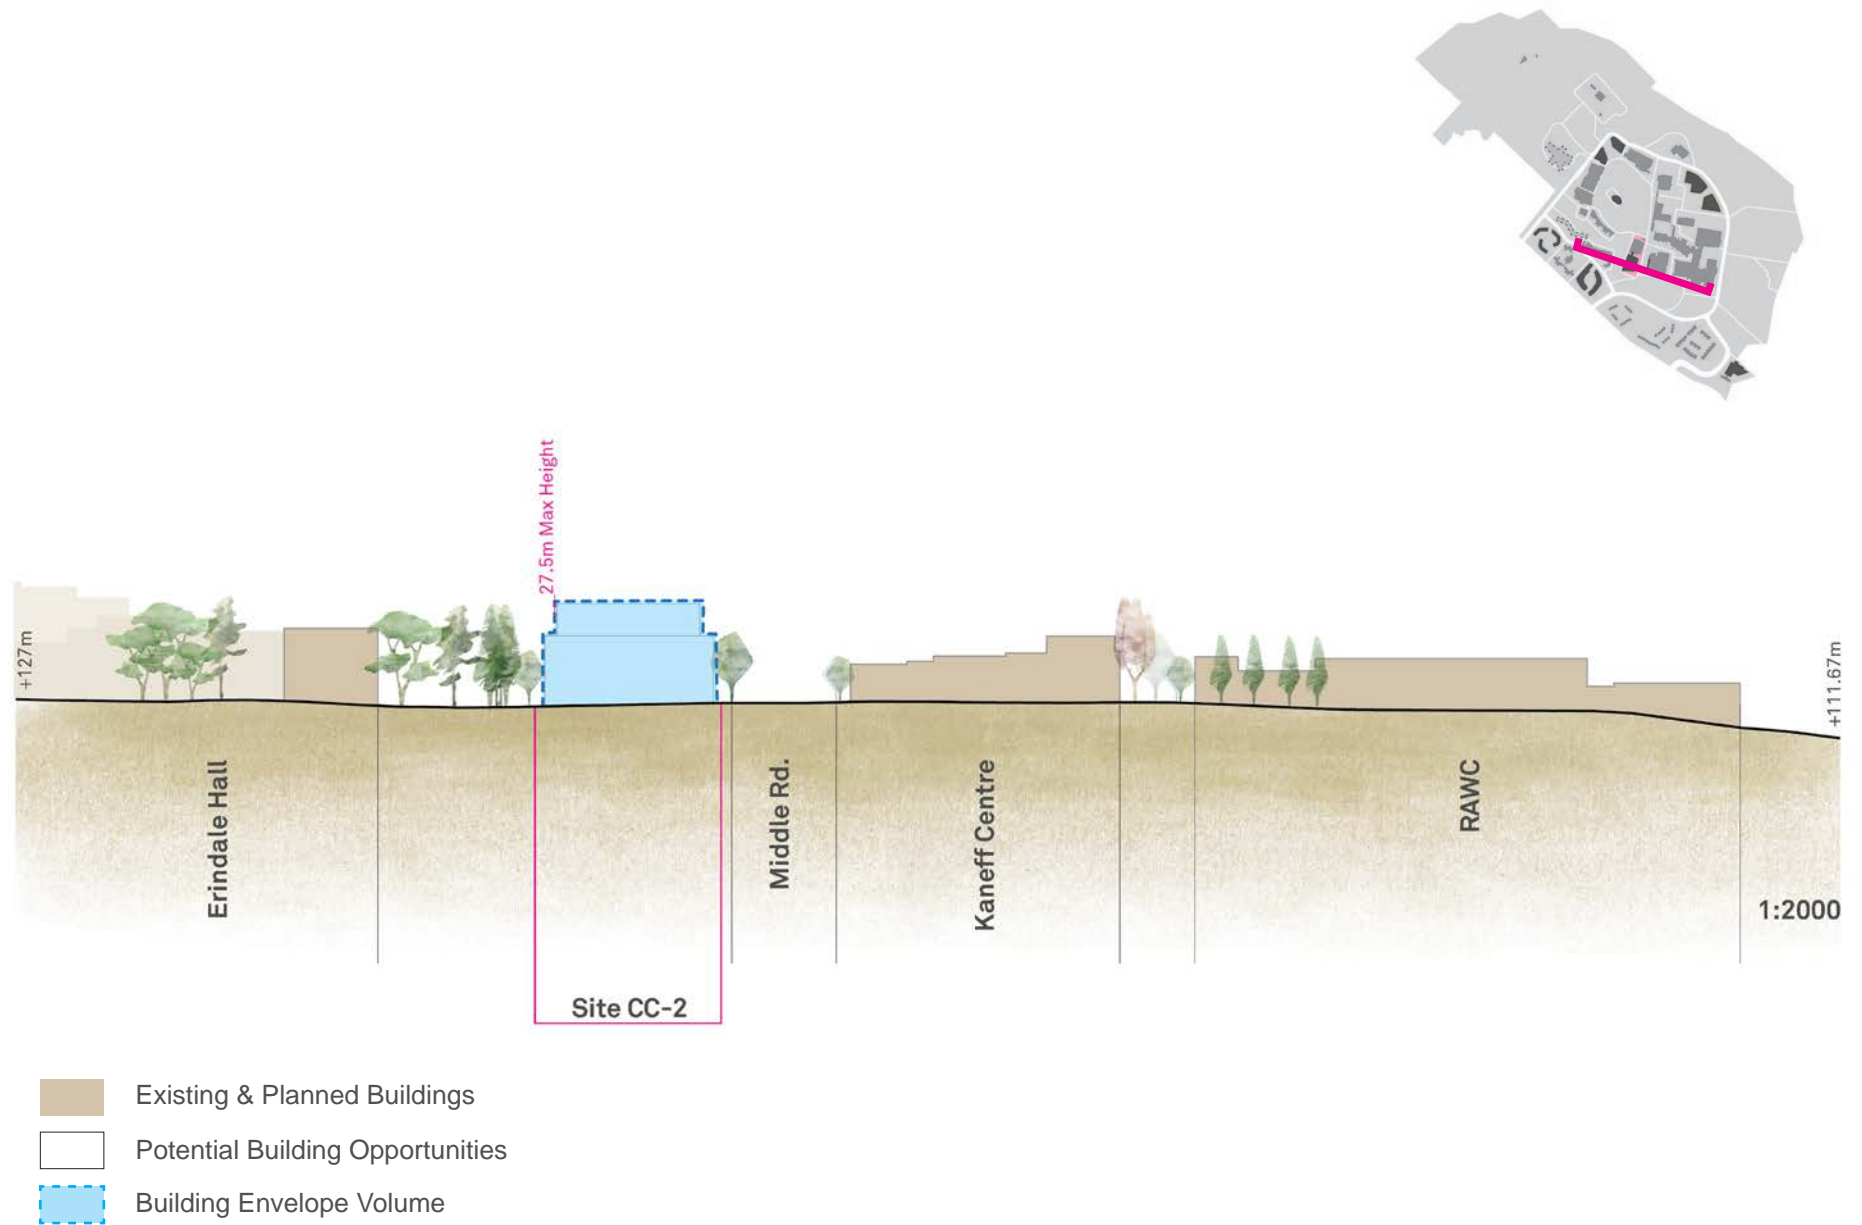 27.5m Max Height
+127m
+111.67m
Erindale Hall
Middle Rd.
Kaneff Centre
RAWC
1:2000
Site CC-2
Existing & Planned Buildings
Potential Building Opportunities
Building Envelope Volume